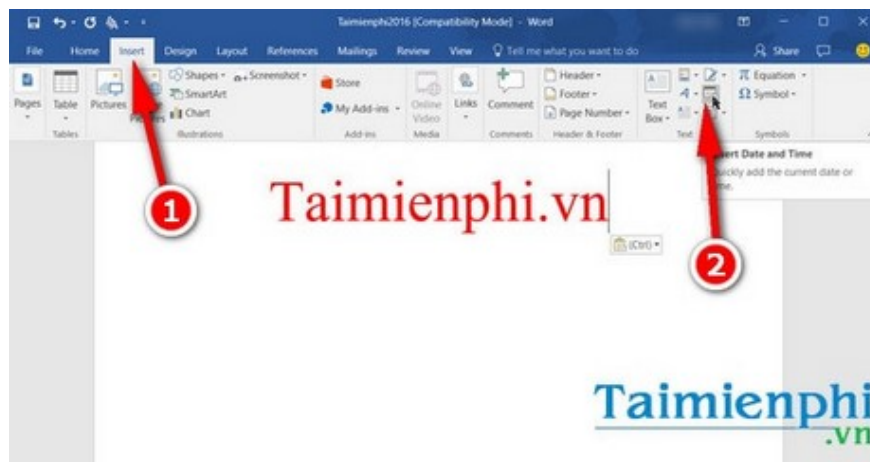 Taimienphi2016 [Compatibility Mode] - Word
File Home Insert Design Layout References Mailings Review View Tell me what you want to do Share
Pages Table Pictures Shapes SmartArt Chart Screenshot Store My Add-ins Online Video Links Comment Header Footer Page Number Text Box Equation Symbol
Tables Illustrations Add-ins Media Comments Header & Footer Text Symbols
Date and Time
add the current date or
1
Taimienphi.vn
(Ctrl)
2
Taimienphi
.vn